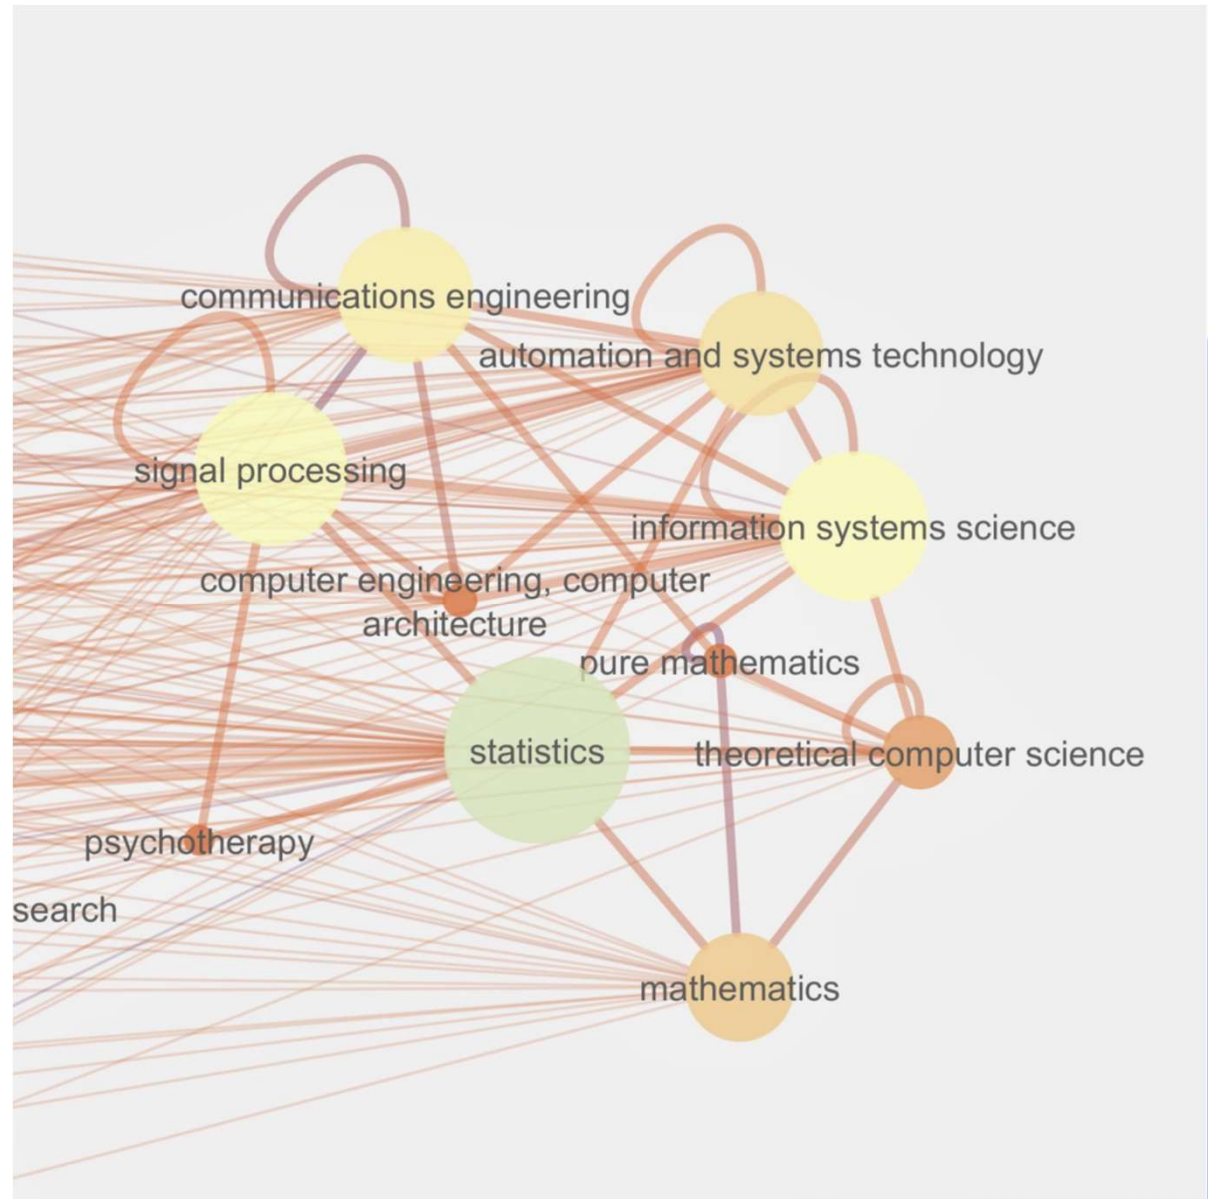 communications engineering
automation and systems technology
signal processing
information systems science
computer engineering, computer
architecture
pure mathematics
statistics
theoretical computer science
psychotherapy
search
mathematics